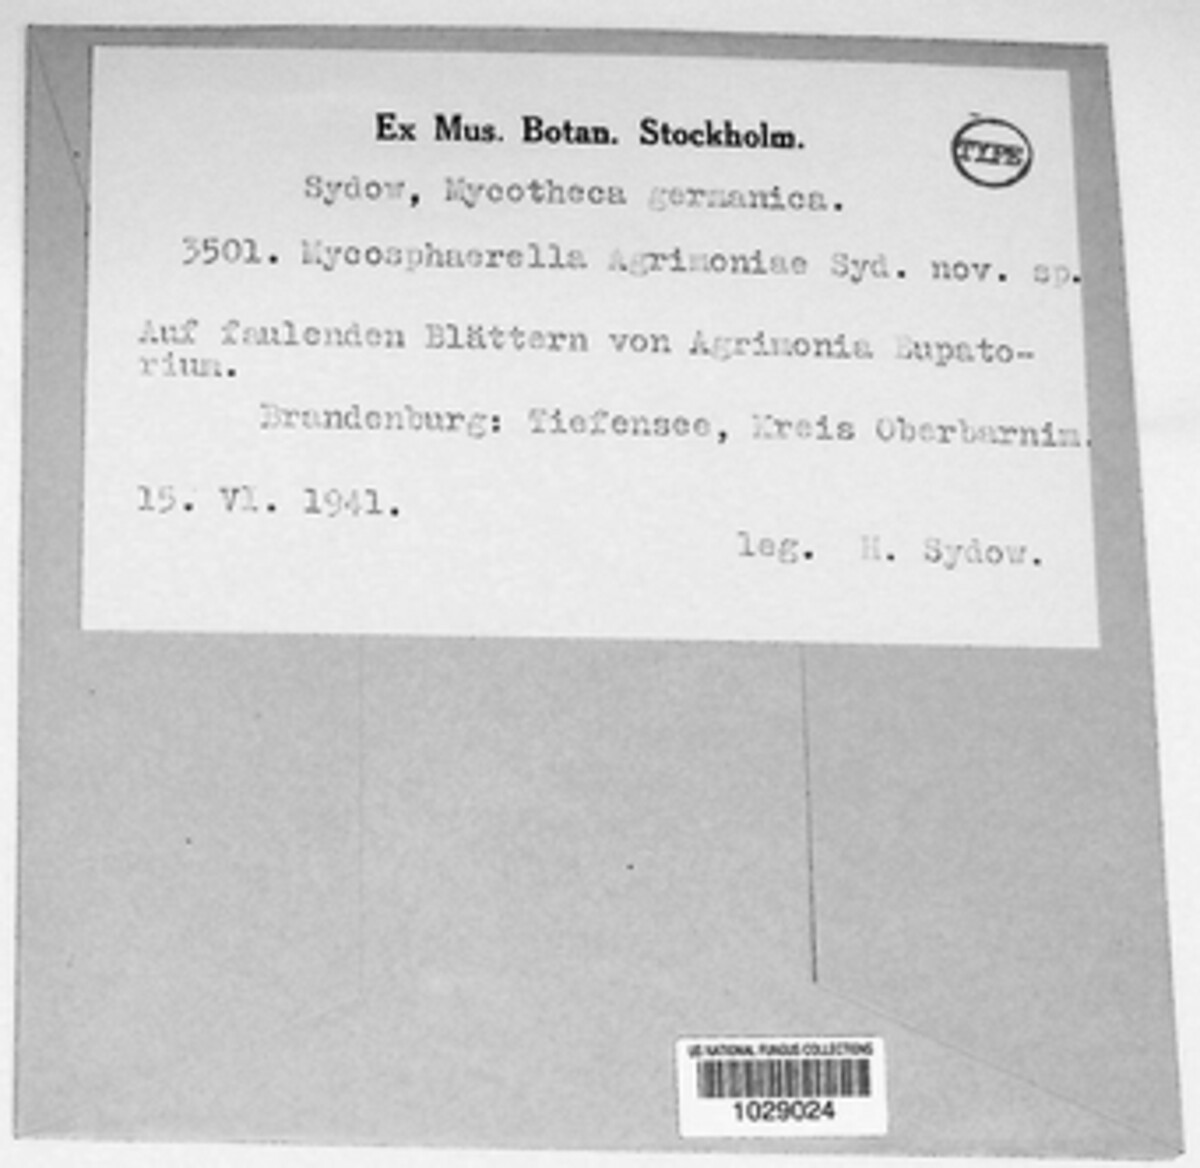 Ex Mus. Botan. Stockholm.
TYPE
Sydow, Mycotheca germanica.
3501. Mycosphaerella Agrimoniae Syd. nov. sp.
Auf faulenden Blättern von Agrimonia Eupato-
rium.
Brandenburg: Tiefensee, Kreis Oberbarnim.
15. VI. 1941.
leg. H. Sydow.
US NATIONAL FUNGUS COLLECTIONS
1029024